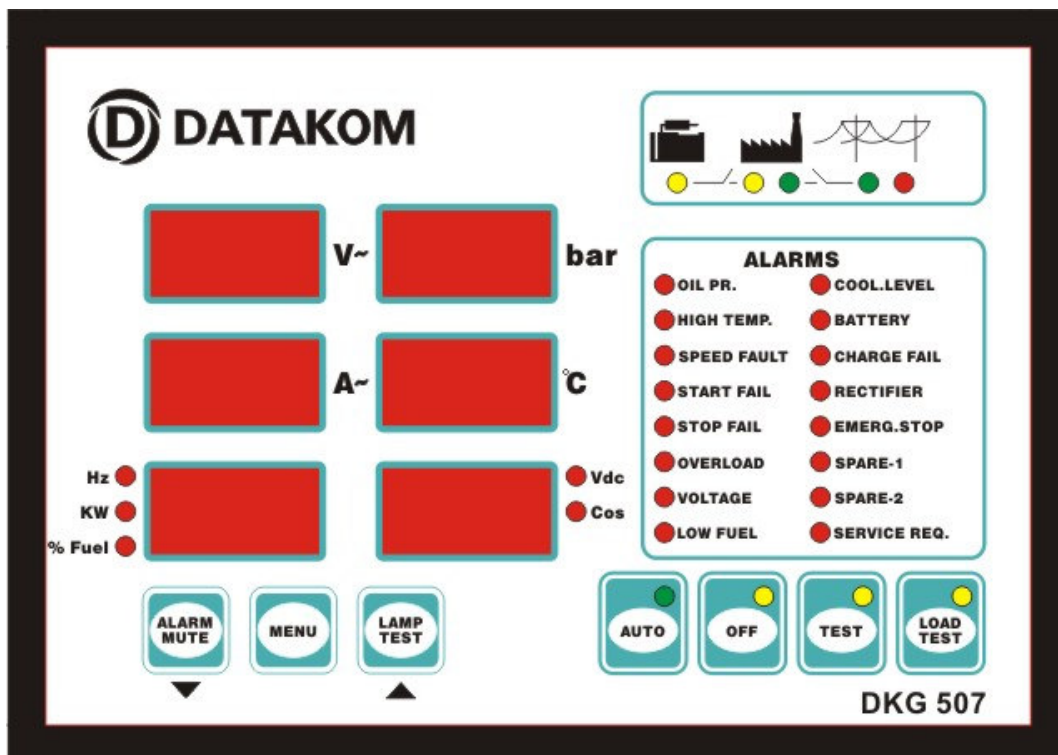 D DATAKOM
V~
bar
A~
°C
Hz
KW
% Fuel
Vdc
Cos
ALARMS
OIL PR.
COOL.LEVEL
HIGH TEMP.
BATTERY
SPEED FAULT
CHARGE FAIL
START FAIL
RECTIFIER
STOP FAIL
EMERG.STOP
OVERLOAD
SPARE-1
VOLTAGE
SPARE-2
LOW FUEL
SERVICE REQ.
ALARM
MUTE
MENU
LAMP
TEST
AUTO
OFF
TEST
LOAD
TEST
DKG 507